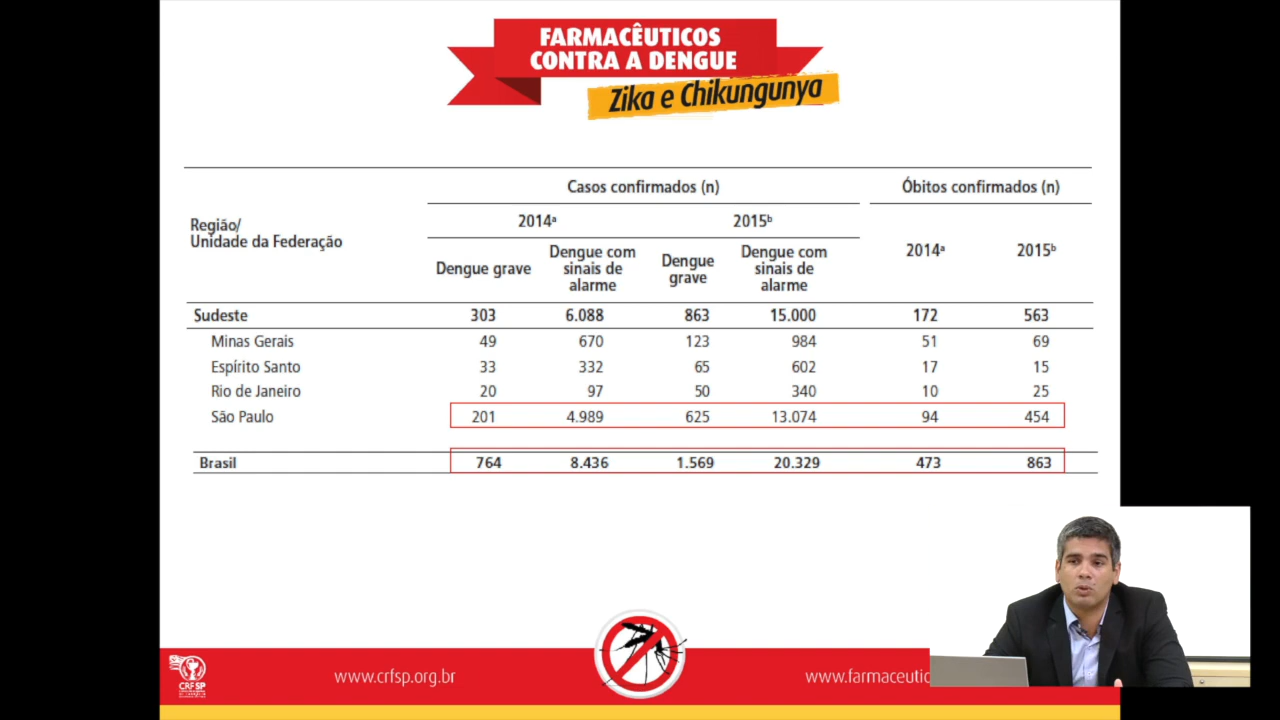 FARMACÊUTICOS
CONTRA A DENGUE
Zika e Chikungunya
Casos confirmados (n) Óbitos confirmados (n)
Região/
Unidade da Federação
2014ᵃ 2015ᵇ 2014ᵃ 2015ᵇ
Dengue grave Dengue com sinais de alarme Dengue grave Dengue com sinais de alarme
Sudeste 303 6.088 863 15.000 172 563
Minas Gerais 49 670 123 984 51 69
Espírito Santo 33 332 65 602 17 15
Rio de Janeiro 20 97 50 340 10 25
São Paulo 201 4.989 625 13.074 94 454
Brasil 764 8.436 1.569 20.329 473 863
CRF SP
www.crfsp.org.br
www.farmaceutic